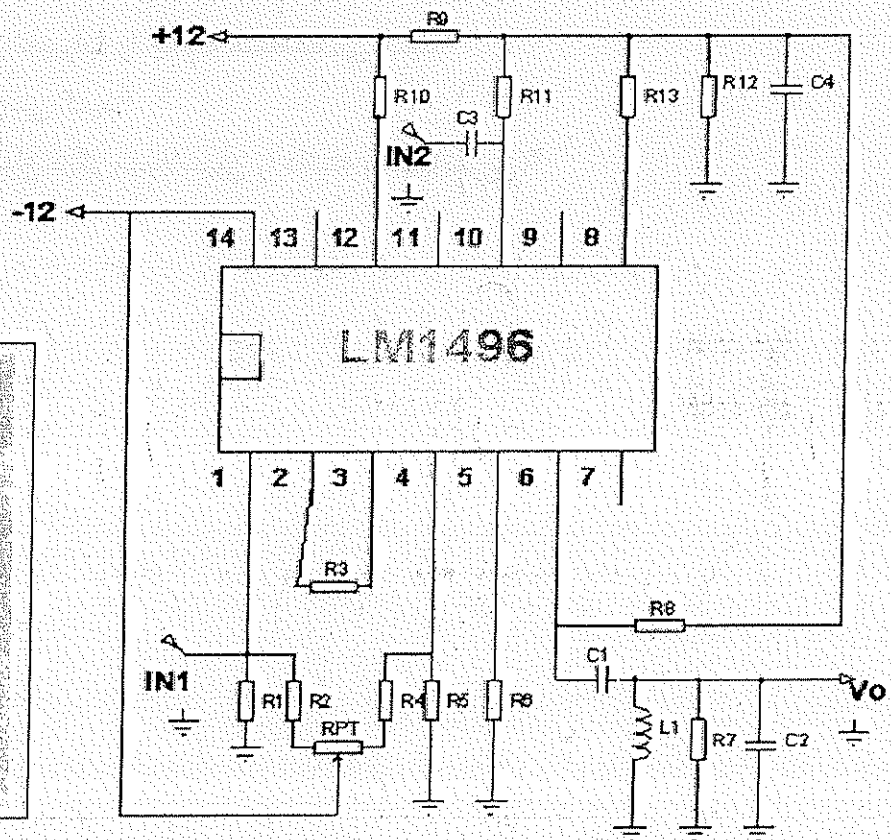 R9
+12
R10
R11
R13
R12
C4
C3
IN2
-12
14 13 12 11 10 9 8
LM1496
1 2 3 4 5 6 7
R3
R8
C1
IN1
R1 R2 R4 R5 R6
RPT
Vo
L1 R7 C2